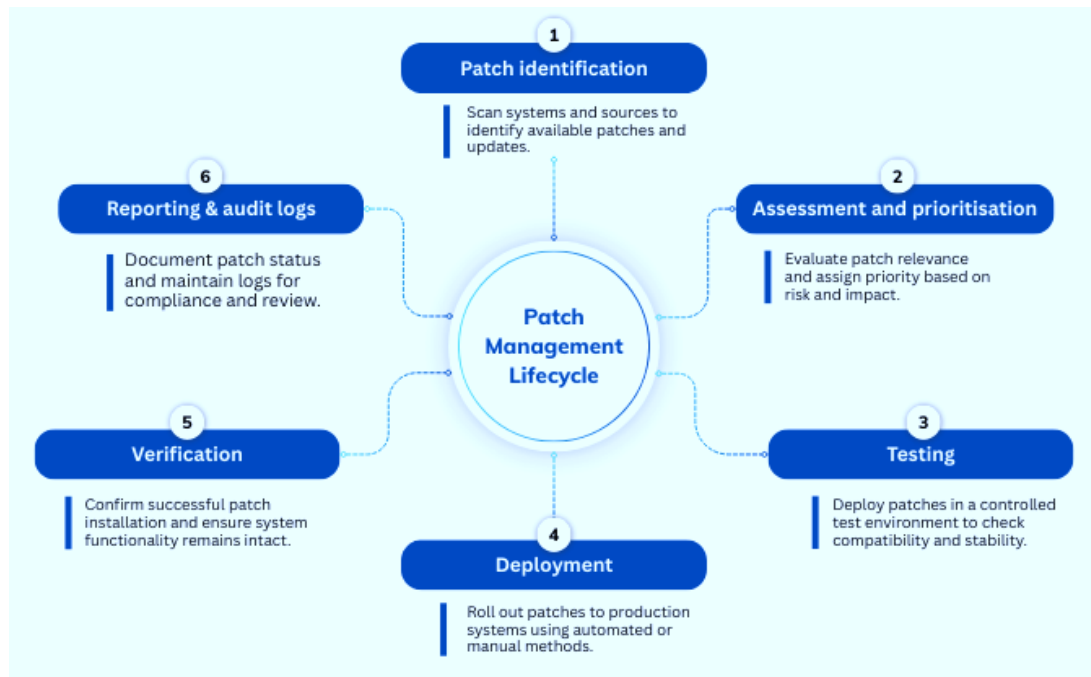 1
Patch identification
Scan systems and sources to
identify available patches and
updates.
2
Assessment and prioritisation
Evaluate patch relevance
and assign priority based on
risk and impact.
3
Testing
Deploy patches in a controlled
test environment to check
compatibility and stability.
4
Deployment
Roll out patches to production
systems using automated or
manual methods.
5
Verification
Confirm successful patch
installation and ensure system
functionality remains intact.
6
Reporting & audit logs
Document patch status
and maintain logs for
compliance and review.
Patch
Management
Lifecycle